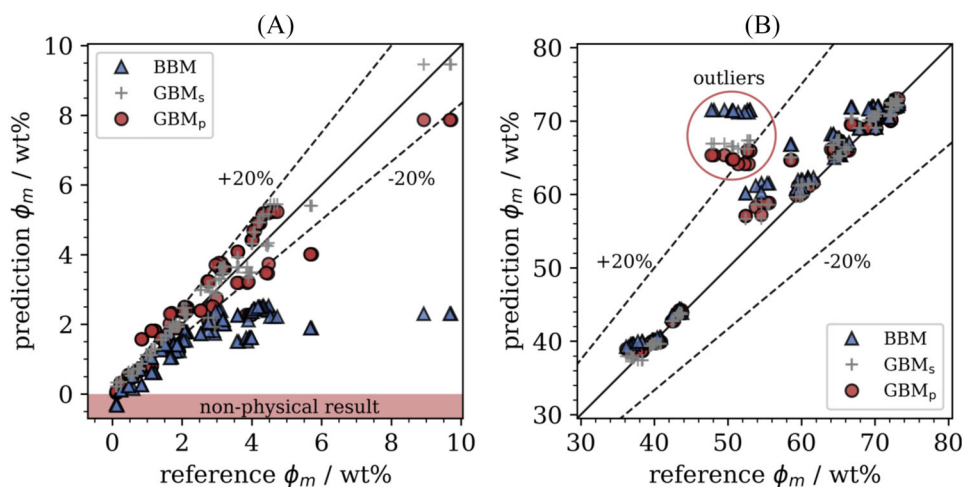 (A)
10
8
6
4
2
0
prediction ϕm / wt%
BBM
GBMs
GBMp
+20%
-20%
non-physical result
0 2 4 6 8 10
reference ϕm / wt%
(B)
80
70
60
50
40
30
prediction ϕm / wt%
outliers
+20%
-20%
BBM
GBMs
GBMp
30 40 50 60 70 80
reference ϕm / wt%